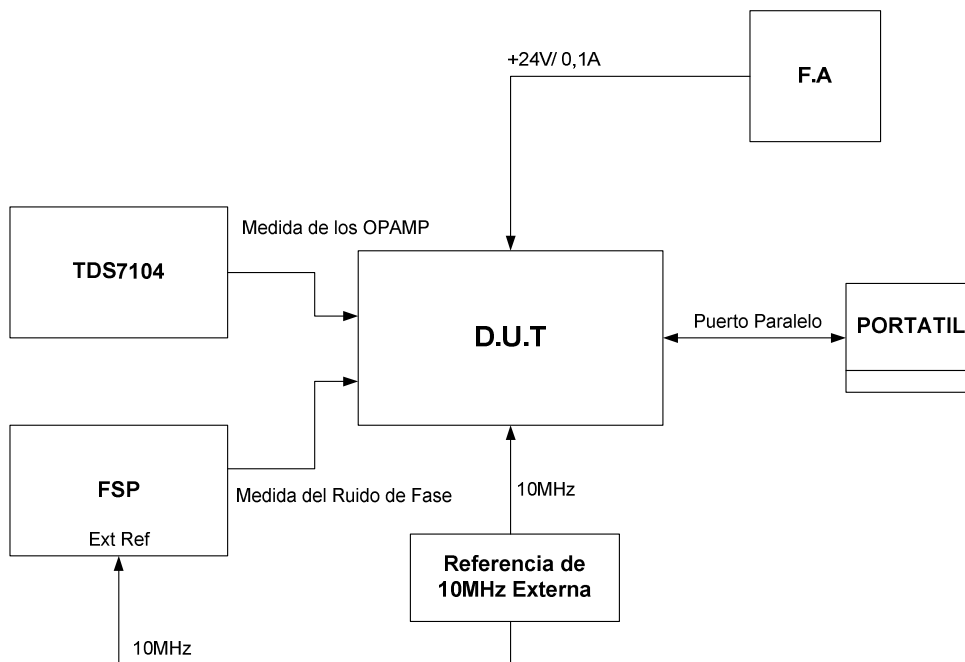 +24V/ 0,1A
F.A
Medida de los OPAMP
TDS7104
D.U.T
Puerto Paralelo
PORTATIL
FSP
Ext Ref
Medida del Ruido de Fase
10MHz
Referencia de
10MHz Externa
10MHz